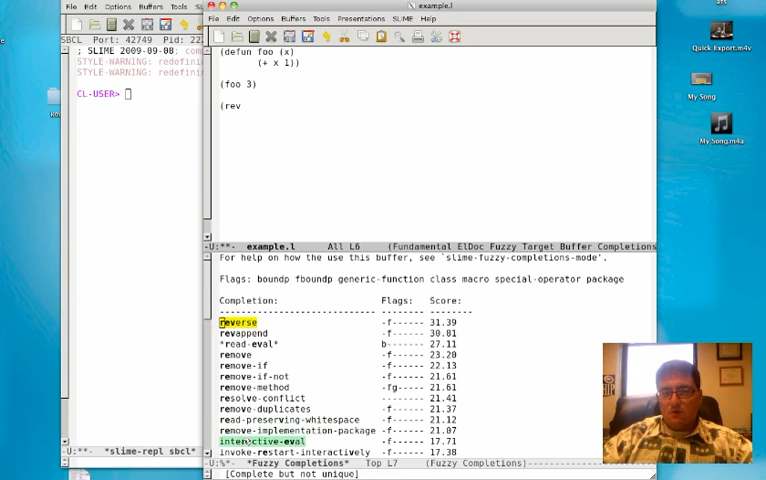 example.l
File Edit Options Buffers Tools SL
File Edit Options Buffers Tools Presentations SLIME Help
SBCL Port: 42749 Pid: 222
; SLIME 2009-09-08; com
STYLE-WARNING: redefini
STYLE-WARNING: redefin
CL-USER>
(defun foo (x)
(+ x 1))
(foo 3)
(rev
Quick Export.m4v
My Song
My Song.m4a
-U:**- example.l All L6 (Fundamental ElDoc Fuzzy Target Buffer Completions
For help on how the use this buffer, see `slime-fuzzy-completions-mode'.
Flags: boundp fboundp generic-function class macro special-operator package
Completion: Flags: Score:
reverse -f------ 31.39
revappend -f------ 30.81
*read-eval* b------- 27.11
remove -f------ 23.20
remove-if -f------ 22.13
remove-if-not -f------ 21.61
remove-method -fg----- 21.61
resolve-conflict -------- 21.41
remove-duplicates -f------ 21.37
read-preserving-whitespace -f------ 21.12
remove-implementation-package -f------ 21.07
interactive-eval -f------ 17.71
invoke-restart-interactively -f------ 17.38
-U:**- *slime-repl sbcl*
-U:%*- *Fuzzy Completions* Top L7 (Fuzzy Completions)
[Complete but not unique]